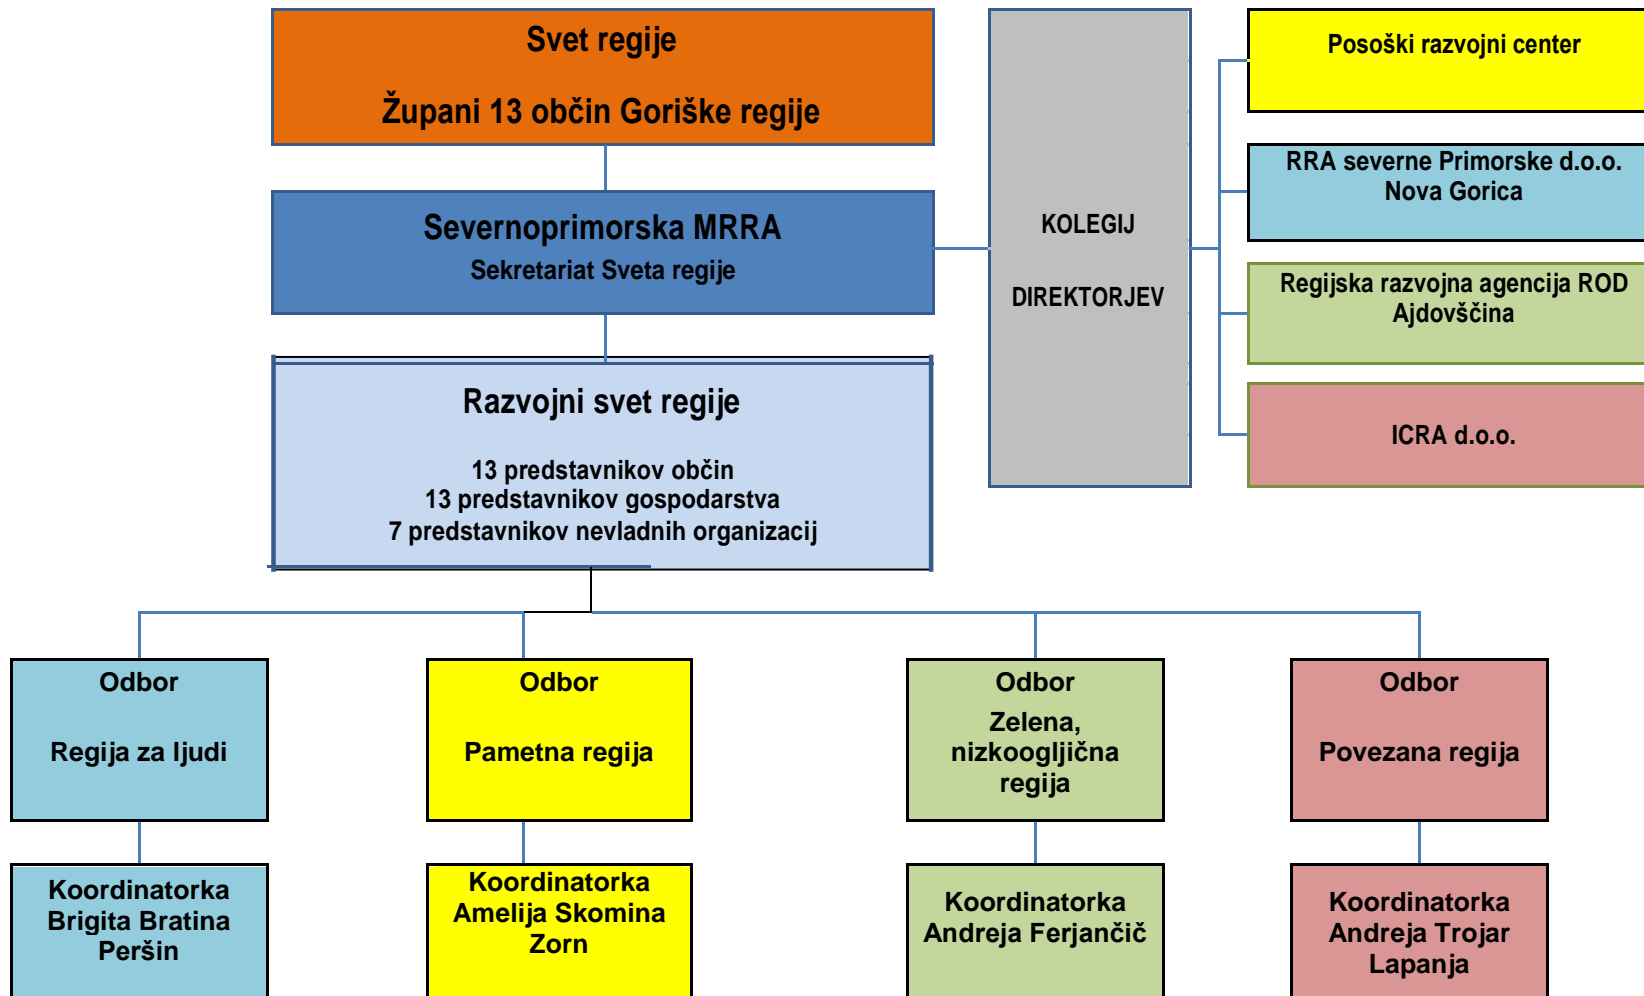 Svet regije
Župani 13 občin Goriške regije
Severnoprimorska MRRA
Sekretariat Sveta regije
KOLEGIJ
DIREKTORJEV
Posoški razvojni center
RRA severne Primorske d.o.o.
Nova Gorica
Regijska razvojna agencija ROD
Ajdovščina
ICRA d.o.o.
Razvojni svet regije
13 predstavnikov občin
13 predstavnikov gospodarstva
7 predstavnikov nevladnih organizacij
Odbor
Regija za ljudi
Odbor
Pametna regija
Odbor
Zelena,
nizkoogljična
regija
Odbor
Povezana regija
Koordinatorka
Brigita Bratina
Peršin
Koordinatorka
Amelija Skomina
Zorn
Koordinatorka
Andreja Ferjančič
Koordinatorka
Andreja Trojar
Lapanja